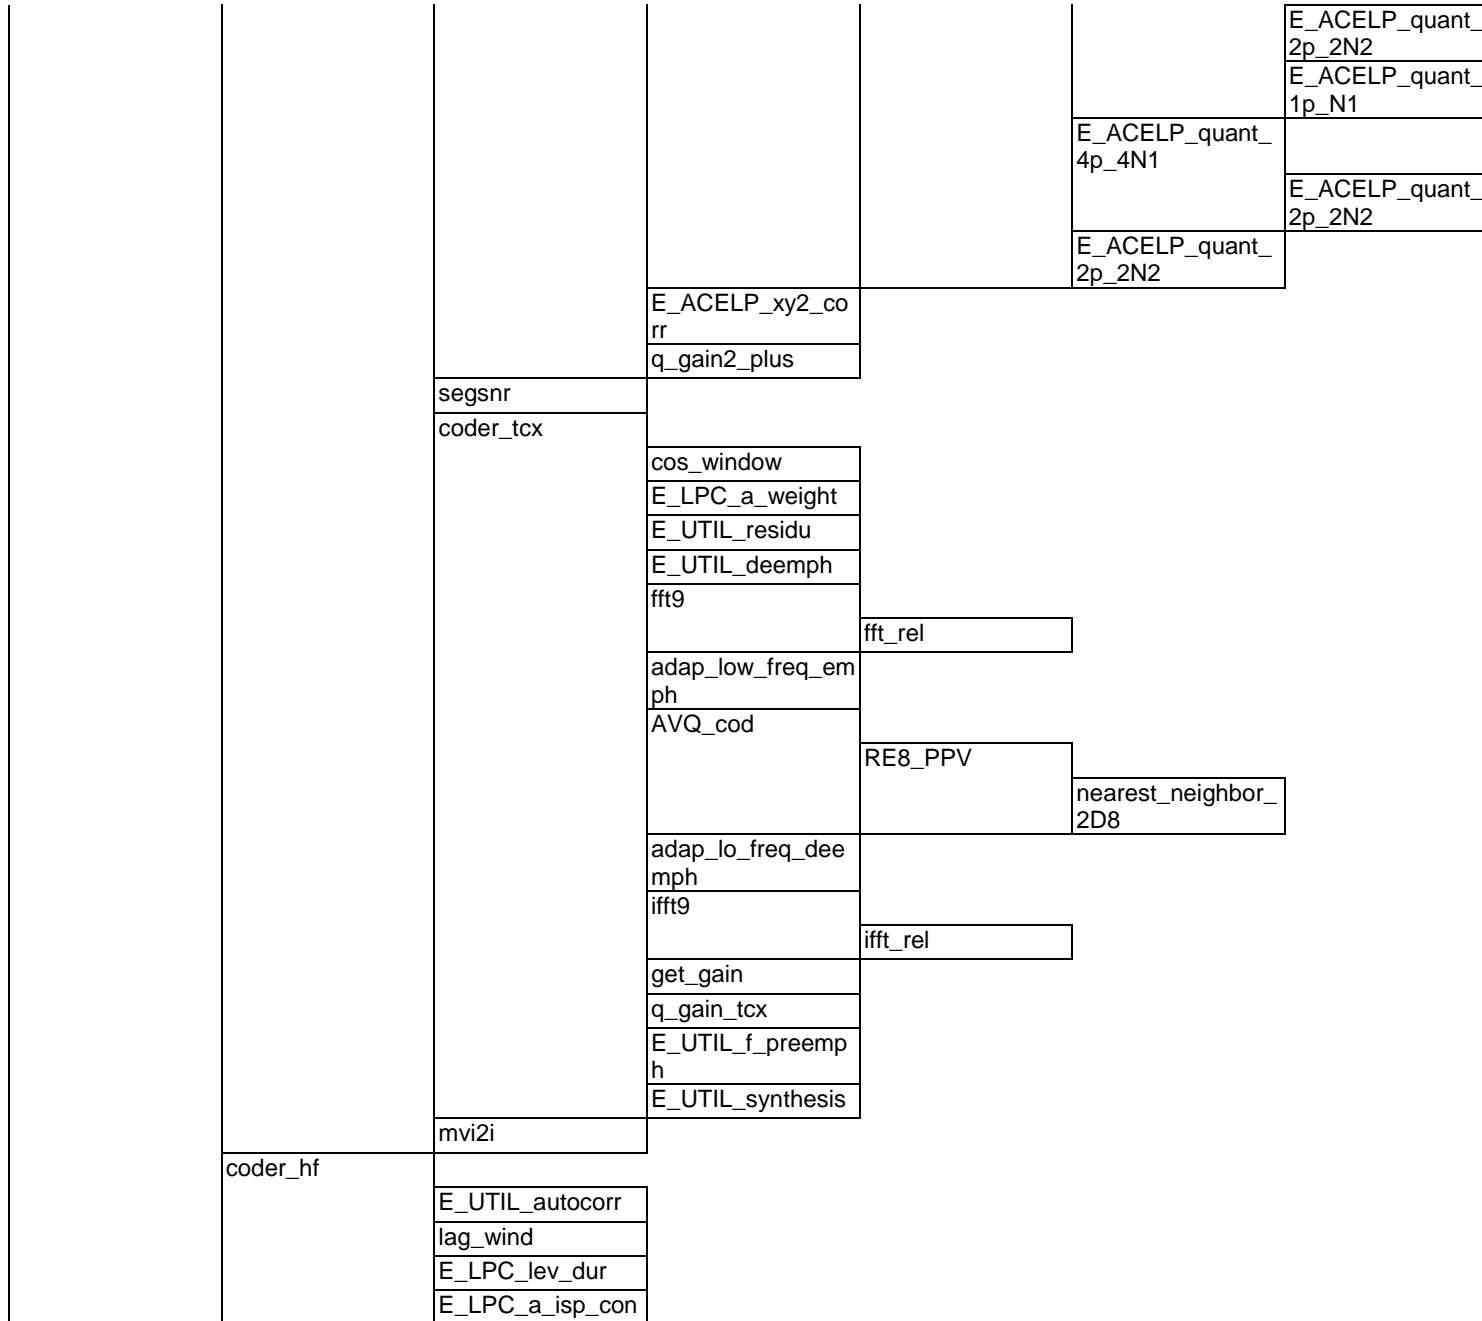 E_ACELP_quant_
2p_2N2
E_ACELP_quant_
1p_N1
E_ACELP_quant_
4p_4N1
E_ACELP_quant_
2p_2N2
E_ACELP_quant_
2p_2N2
E_ACELP_xy2_co
rr
q_gain2_plus
segsnr
coder_tcx
cos_window
E_LPC_a_weight
E_UTIL_residu
E_UTIL_deemph
fft9
fft_rel
adap_low_freq_em
ph
AVQ_cod
RE8_PPV
nearest_neighbor_
2D8
adap_lo_freq_dee
mph
ifft9
ifft_rel
get_gain
q_gain_tcx
E_UTIL_f_preemp
h
E_UTIL_synthesis
mvi2i
coder_hf
E_UTIL_autocorr
lag_wind
E_LPC_lev_dur
E_LPC_a_isp_con